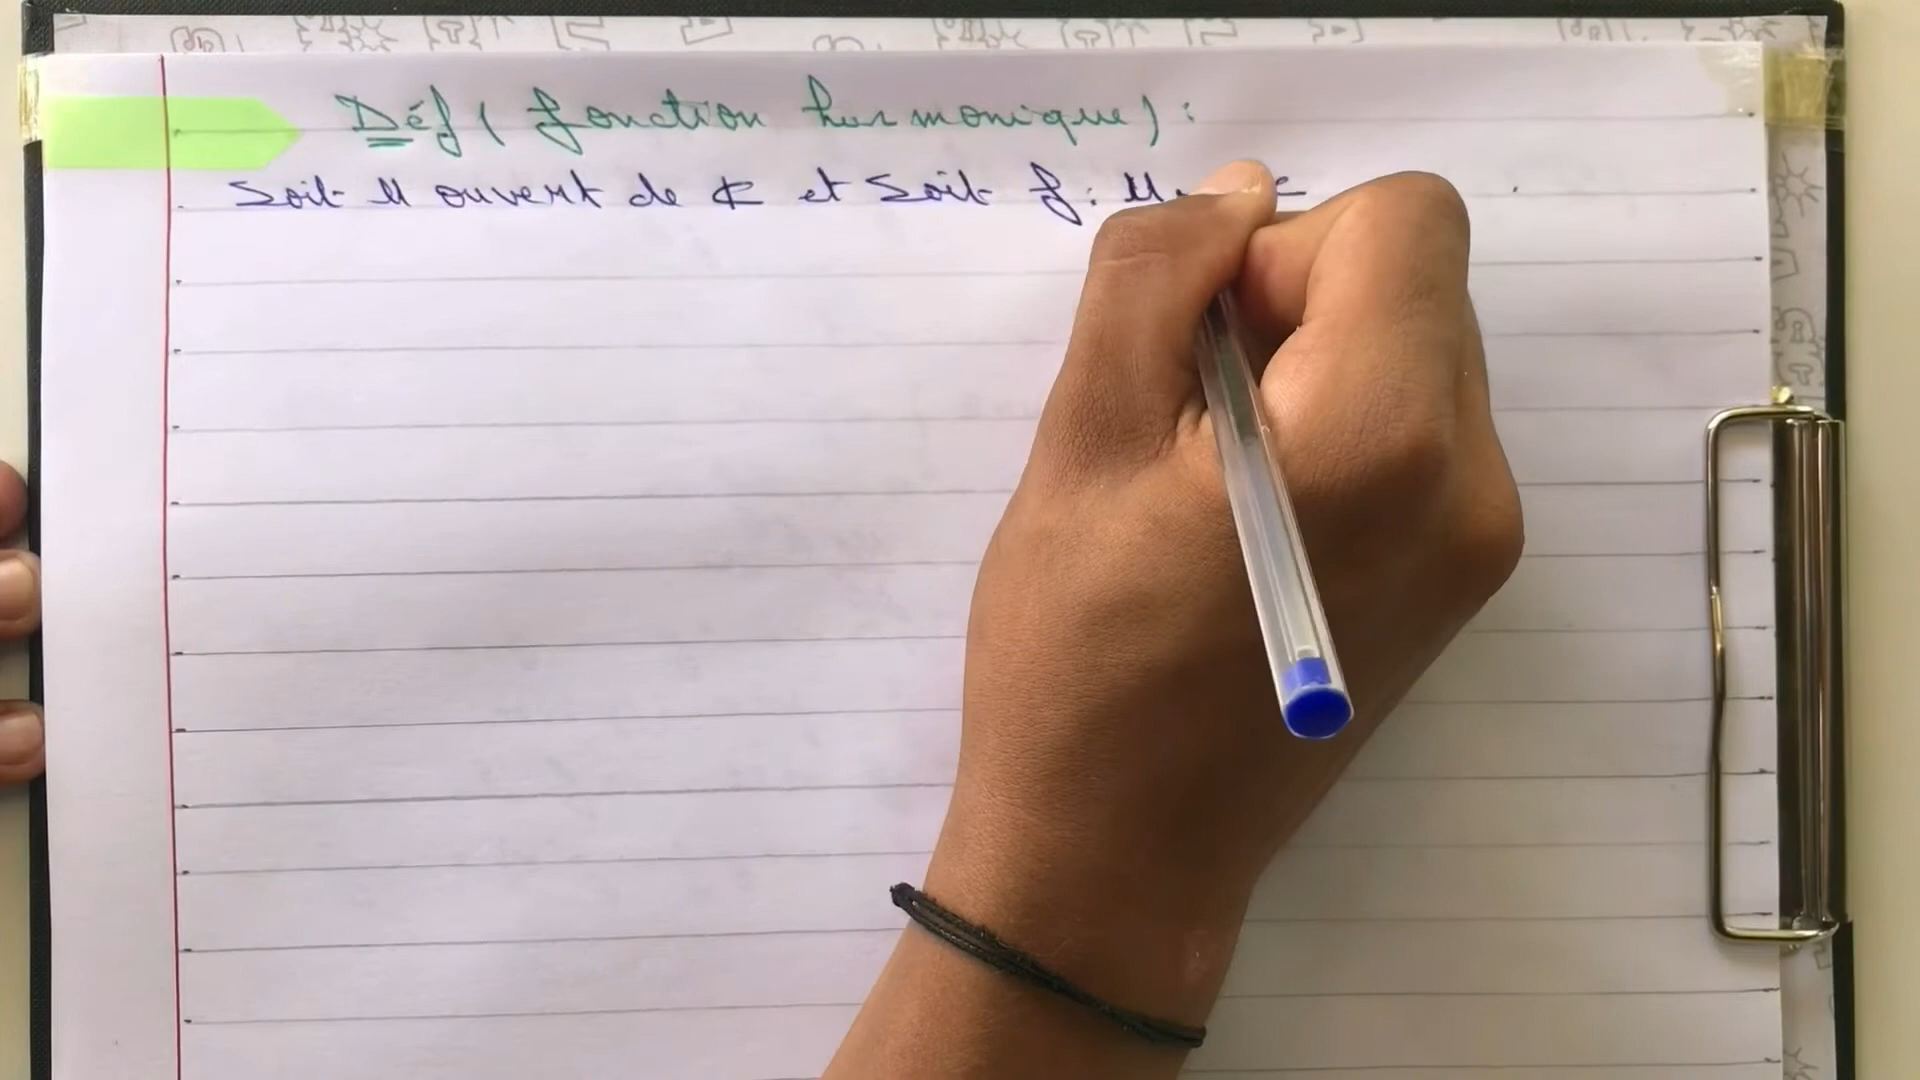 Déf ( fonction harmonique ) :
Soit U ouvert de ℂ et soit f : U